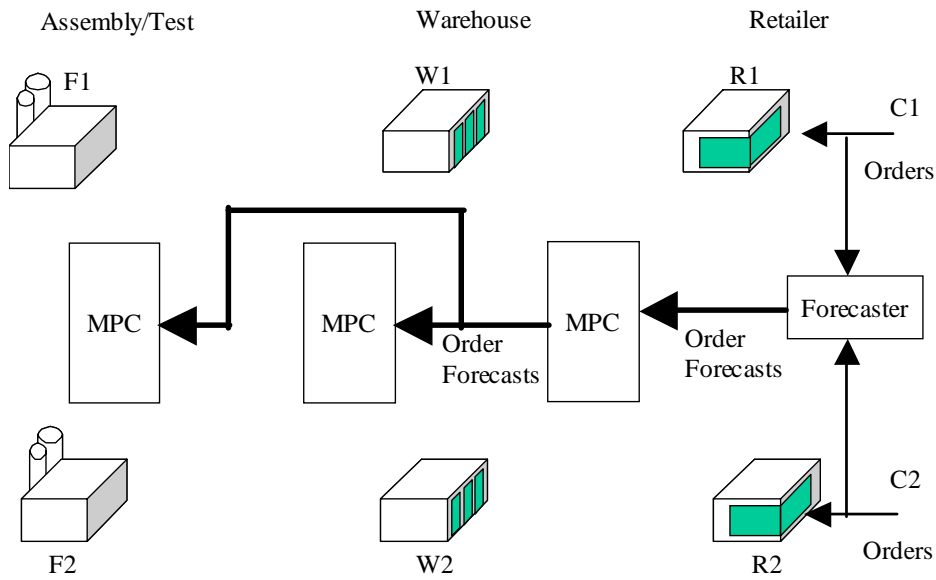 Assembly/Test
Warehouse
Retailer
F1
W1
R1
C1
Orders
MPC
MPC
MPC
Forecaster
Order
Forecasts
Order
Forecasts
C2
Orders
F2
W2
R2